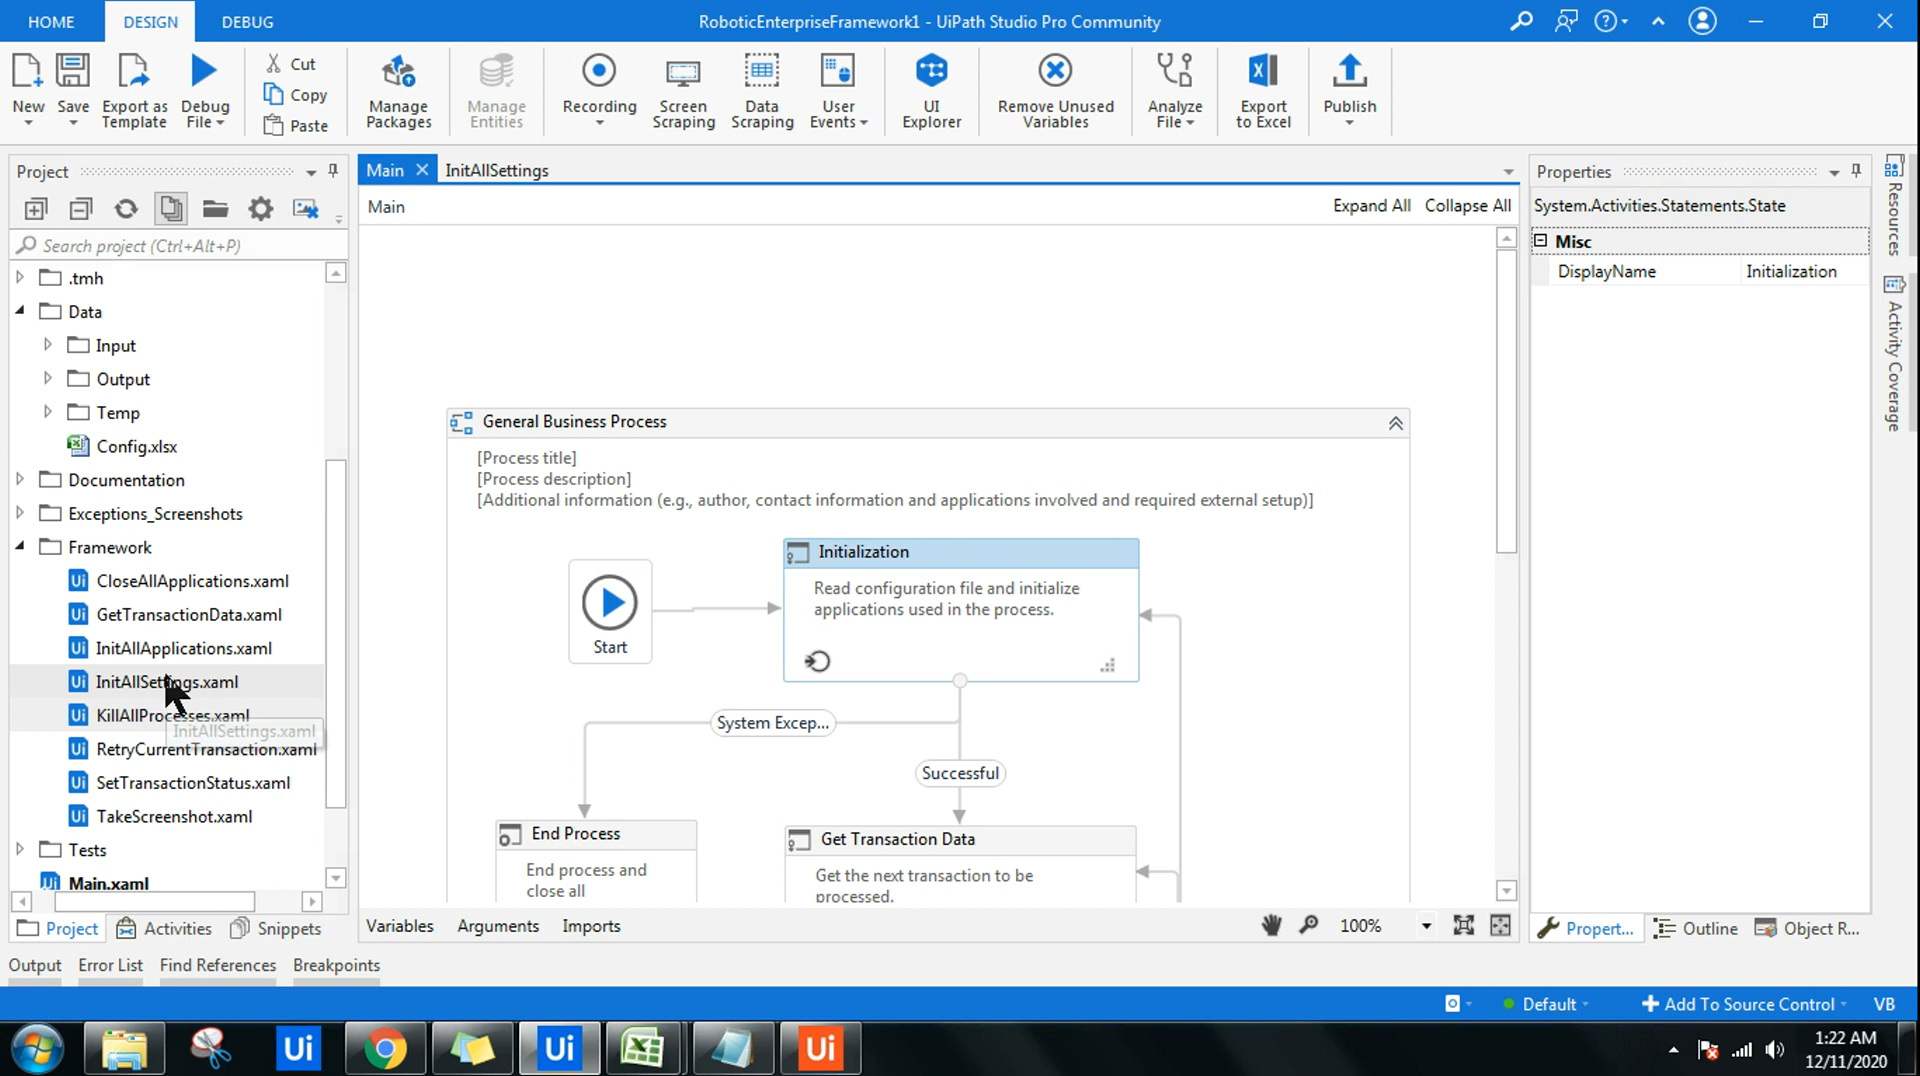 HOME
DESIGN
DEBUG
RoboticEnterpriseFramework1 - UiPath Studio Pro Community
New
Save
Export as
Template
Debug
File
Cut
Copy
Paste
Manage
Packages
Manage
Entities
Recording
Screen
Scraping
Data
Scraping
User
Events
UI
Explorer
Remove Unused
Variables
Analyze
File
Export
to Excel
Publish
Project
Search project (Ctrl+Alt+P)
.tmh
Data
Input
Output
Temp
Config.xlsx
Documentation
Exceptions_Screenshots
Framework
CloseAllApplications.xaml
GetTransactionData.xaml
InitAllApplications.xaml
InitAllSettings.xaml
KillAllProcesses.xaml
InitAllSettings.xaml
RetryCurrentTransaction.xaml
SetTransactionStatus.xaml
TakeScreenshot.xaml
Tests
Main.xaml
Project
Activities
Snippets
Main
InitAllSettings
Main
Expand All
Collapse All
General Business Process
[Process title]
[Process description]
[Additional information (e.g., author, contact information and applications involved and required external setup)]
Start
Initialization
Read configuration file and initialize
applications used in the process.
System Excep...
Successful
End Process
End process and
close all
Get Transaction Data
Get the next transaction to be
processed.
Variables
Arguments
Imports
100%
Properties
System.Activities.Statements.State
Misc
DisplayName
Initialization
Propert...
Outline
Object R...
Resources
Activity Coverage
Output
Error List
Find References
Breakpoints
Default
Add To Source Control
VB
Ui
Ui
Ui
1:22 AM
12/11/2020